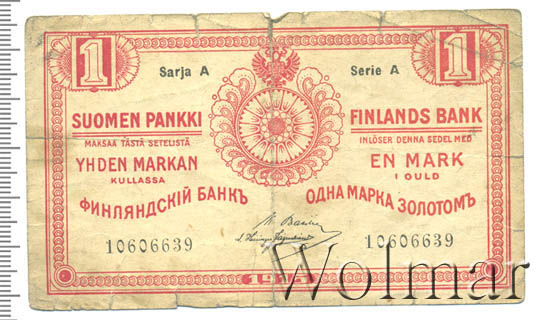 1 1
Sarja A Serie A
SUOMEN PANKKI FINLANDS BANK
MAKSAA TÄSTÄ SETELISTÄ INLÖSER DENNA SEDEL MED
YHDEN MARKAN EN MARK
KULLASSA I GULD
ФИНЛЯНДСКІЙ БАНКЪ ОДНА МАРКА ЗОЛОТОМЪ
10606639 10606639
Wolmar